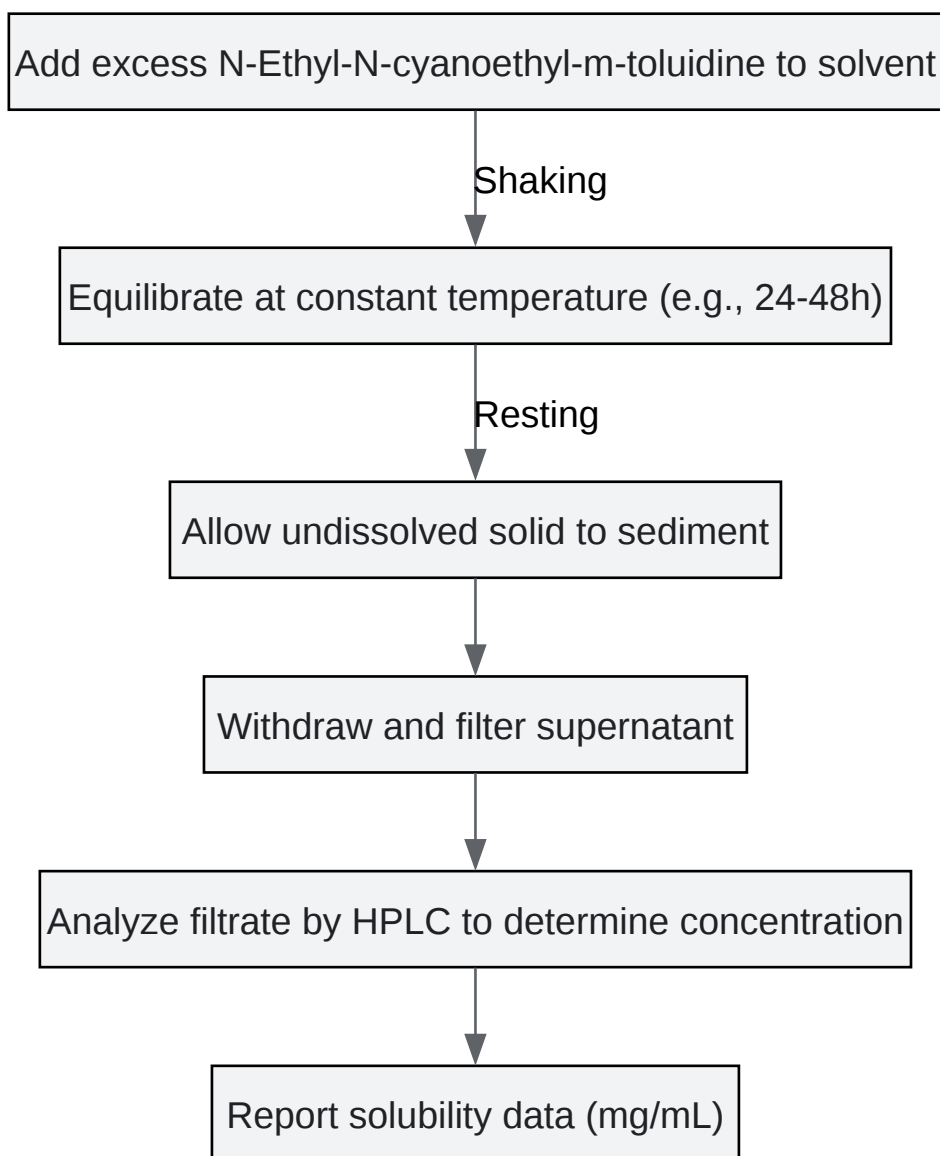 Add excess N-Ethyl-N-cyanoethyl-m-toluidine to solvent
Shaking
Equilibrate at constant temperature (e.g., 24-48h)
Resting
Allow undissolved solid to sediment
Withdraw and filter supernatant
Analyze filtrate by HPLC to determine concentration
Report solubility data (mg/mL)